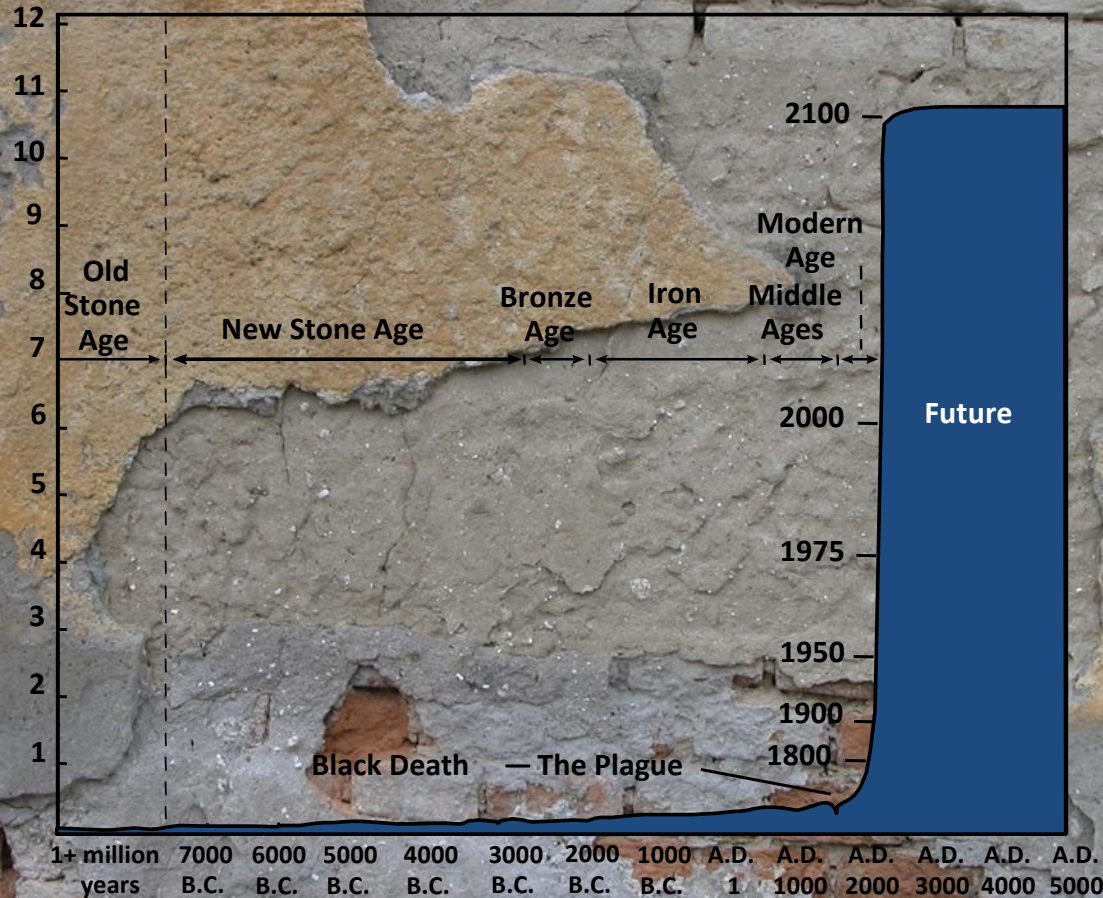 12
11
10
9
8
7
6
5
4
3
2
1
2100
Modern
Age
Old
Stone
Age
New Stone Age
Bronze
Age
Iron
Age
Middle
Ages
2000
Future
1975
1950
1900
1800
Black Death — The Plague
1+ million years
7000 B.C.
6000 B.C.
5000 B.C.
4000 B.C.
3000 B.C.
2000 B.C.
1000 B.C.
A.D. 1
A.D. 1000
A.D. 2000
A.D. 3000
A.D. 4000
A.D. 5000